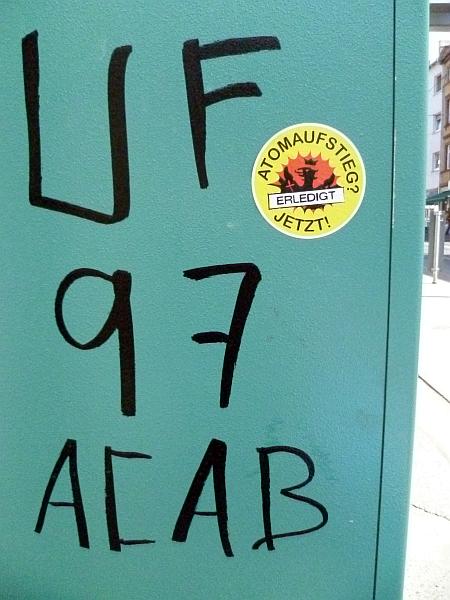 UF
ATOMAUFSTIEG?
ERLEDIGT
JETZT!
97
ACAB